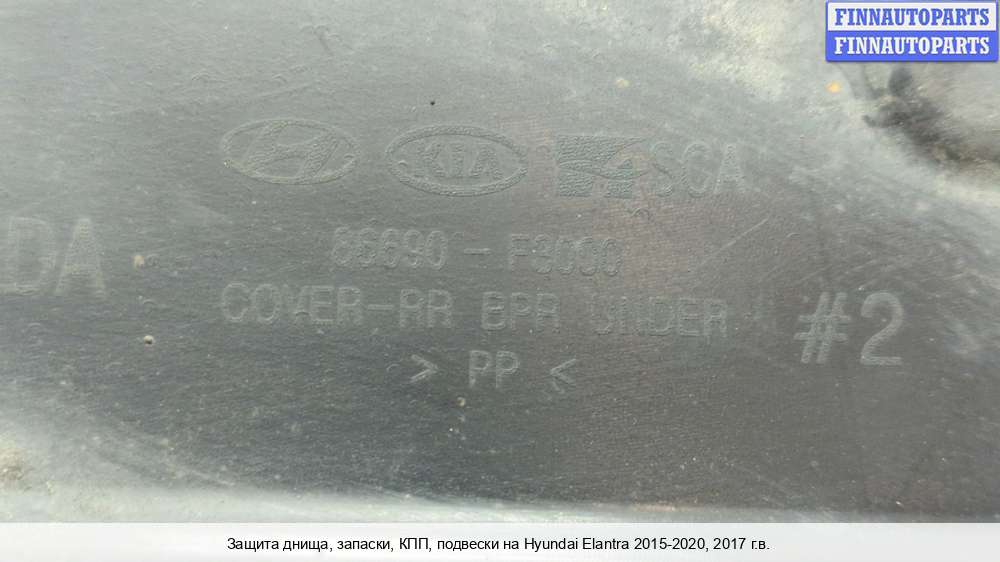 FINNAUTOPARTS
FINNAUTOPARTS
KIA SCA
86690 - F3000
DA
COVER-RR BPR UNDER
#2
> PP <
Защита днища, запаски, КПП, подвески на Hyundai Elantra 2015-2020, 2017 г.в.